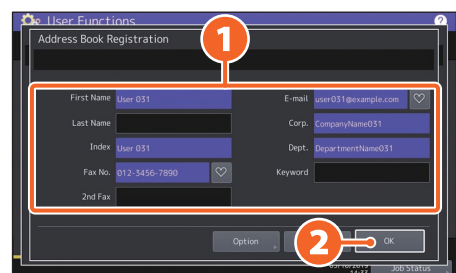 User Functions
?
Address Book Registration
1
First Name User 031 E-mail user031@example.com
Last Name Corp. CompanyName031
Index User 031 Dept. DepartmentName031
Fax No. 012-3456-7890 Keyword
2nd Fax
Option 2 OK
Job Status